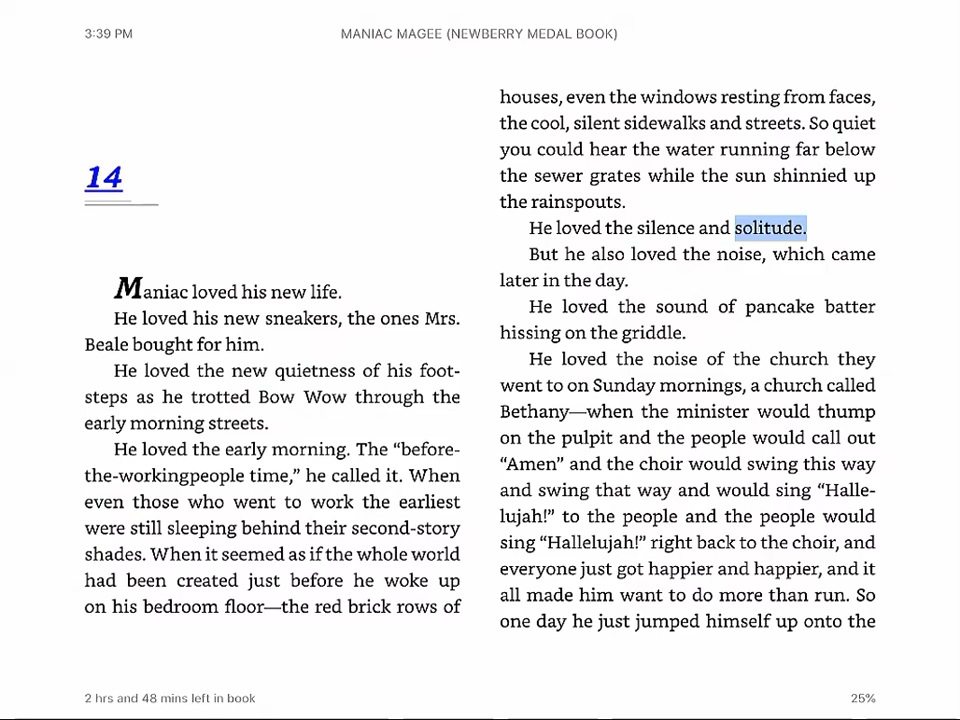 3:39 PM
MANIAC MAGEE (NEWBERRY MEDAL BOOK)
14
Maniac loved his new life.
He loved his new sneakers, the ones Mrs.
Beale bought for him.
He loved the new quietness of his foot-
steps as he trotted Bow Wow through the
early morning streets.
He loved the early morning. The “before-
the-workingpeople time,” he called it. When
even those who went to work the earliest
were still sleeping behind their second-story
shades. When it seemed as if the whole world
had been created just before he woke up
on his bedroom floor—the red brick rows of
houses, even the windows resting from faces,
the cool, silent sidewalks and streets. So quiet
you could hear the water running far below
the sewer grates while the sun shinnied up
the rainspouts.
He loved the silence and solitude.
But he also loved the noise, which came
later in the day.
He loved the sound of pancake batter
hissing on the griddle.
He loved the noise of the church they
went to on Sunday mornings, a church called
Bethany—when the minister would thump
on the pulpit and the people would call out
“Amen” and the choir would swing this way
and swing that way and would sing “Halle-
lujah!” to the people and the people would
sing “Hallelujah!” right back to the choir, and
everyone just got happier and happier, and it
all made him want to do more than run. So
one day he just jumped himself up onto the
2 hrs and 48 mins left in book
25%